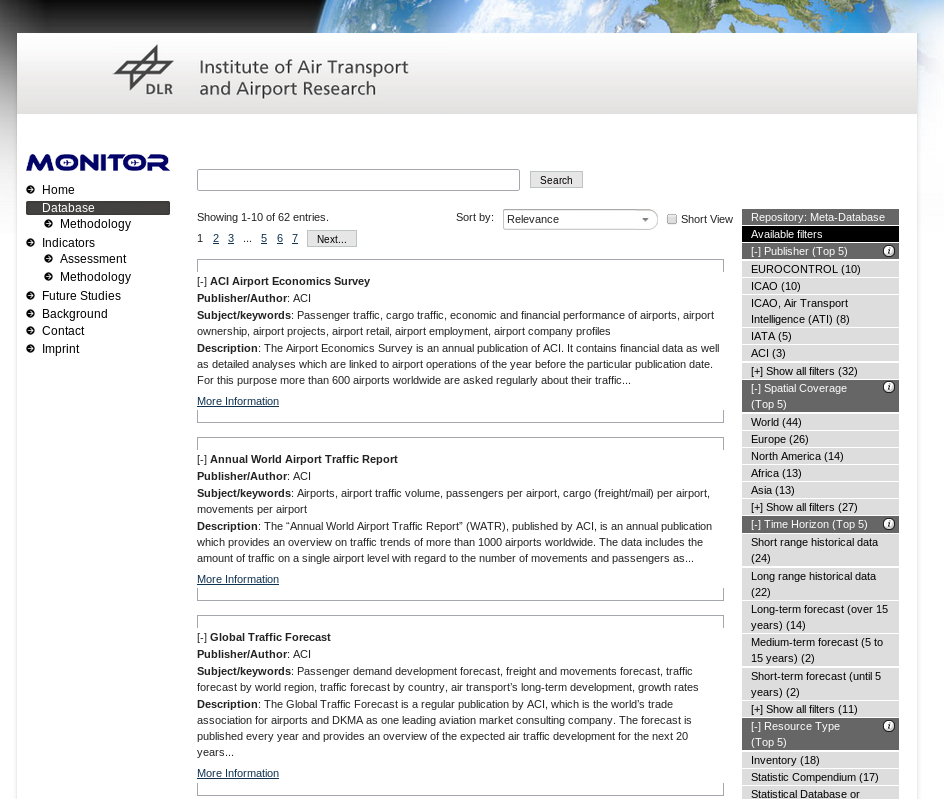 DLR
Institute of Air Transport
and Airport Research
MONITOR
Home
Database
Methodology
Indicators
Assessment
Methodology
Future Studies
Background
Contact
Imprint
Search
Showing 1-10 of 62 entries.
Sort by: Relevance Short View
1 2 3 ... 5 6 7 Next...
[-] ACI Airport Economics Survey
Publisher/Author: ACI
Subject/keywords: Passenger traffic, cargo traffic, economic and financial performance of airports, airport
ownership, airport projects, airport retail, airport employment, airport company profiles
Description: The Airport Economics Survey is an annual publication of ACI. It contains financial data as well
as detailed analyses which are linked to airport operations of the year before the particular publication date.
For this purpose more than 600 airports worldwide are asked regularly about their traffic...
More Information
[-] Annual World Airport Traffic Report
Publisher/Author: ACI
Subject/keywords: Airports, airport traffic volume, passengers per airport, cargo (freight/mail) per airport,
movements per airport
Description: The “Annual World Airport Traffic Report” (WATR), published by ACI, is an annual publication
which provides an overview on traffic trends of more than 1000 airports worldwide. The data includes the
amount of traffic on a single airport level with regard to the number of movements and passengers as...
More Information
[-] Global Traffic Forecast
Publisher/Author: ACI
Subject/keywords: Passenger demand development forecast, freight and movements forecast, traffic
forecast by world region, traffic forecast by country, air transport's long-term development, growth rates
Description: The Global Traffic Forecast is a regular publication by ACI, which is the world's trade
association for airports and DKMA as one leading aviation market consulting company. The forecast is
published every year and provides an overview of the expected air traffic development for the next 20
years...
More Information
Repository: Meta-Database
Available filters
[-] Publisher (Top 5) i
EUROCONTROL (10)
ICAO (10)
ICAO, Air Transport
Intelligence (ATI) (8)
IATA (5)
ACI (3)
[+] Show all filters (32)
[-] Spatial Coverage i
(Top 5)
World (44)
Europe (26)
North America (14)
Africa (13)
Asia (13)
[+] Show all filters (27)
[-] Time Horizon (Top 5) i
Short range historical data
(24)
Long range historical data
(22)
Long-term forecast (over 15
years) (14)
Medium-term forecast (5 to
15 years) (2)
Short-term forecast (until 5
years) (2)
[+] Show all filters (11)
[-] Resource Type i
(Top 5)
Inventory (18)
Statistic Compendium (17)
Statistical Database or